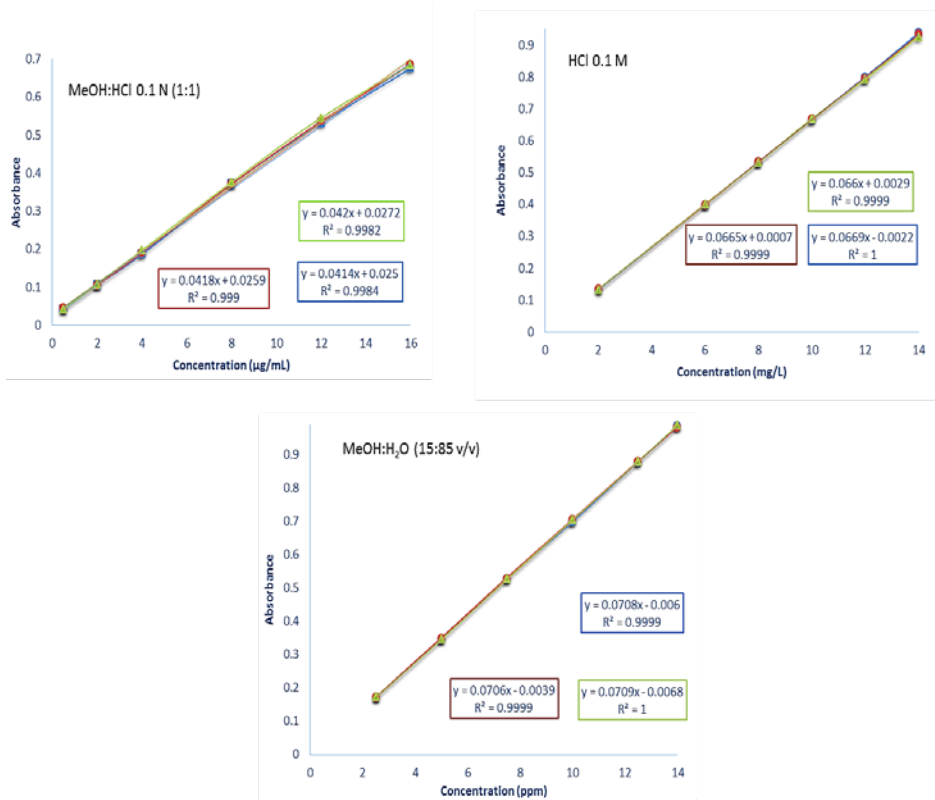 MeOH:HCl 0.1 N (1:1)
Absorbance
0.7
0.6
0.5
0.4
0.3
0.2
0.1
0
y = 0.042x + 0.0272
R² = 0.9982
y = 0.0418x + 0.0259
R² = 0.999
y = 0.0414x + 0.025
R² = 0.9984
0 2 4 6 8 10 12 14 16
Concentration (µg/mL)
HCl 0.1 M
Absorbance
0.9
0.8
0.7
0.6
0.5
0.4
0.3
0.2
0.1
0
y = 0.066x + 0.0029
R² = 0.9999
y = 0.0665x + 0.0007
R² = 0.9999
y = 0.0669x - 0.0022
R² = 1
0 2 4 6 8 10 12 14
Concentration (mg/L)
MeOH:H₂O (15:85 v/v)
Absorbance
0.9
0.8
0.7
0.6
0.5
0.4
0.3
0.2
0.1
0
y = 0.0708x - 0.006
R² = 0.9999
y = 0.0706x - 0.0039
R² = 0.9999
y = 0.0709x - 0.0068
R² = 1
0 2 4 6 8 10 12 14
Concentration (ppm)